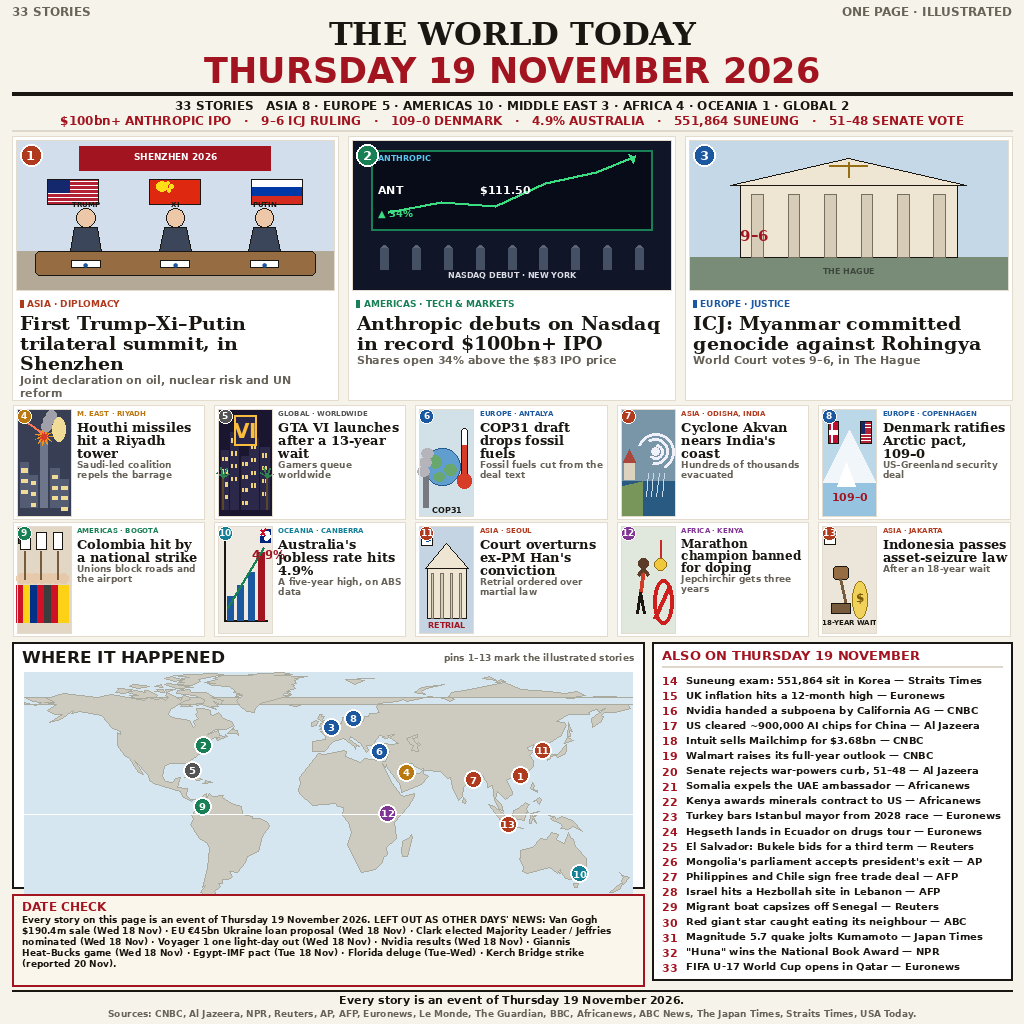 33 STORIES
ONE PAGE · ILLUSTRATED
THE WORLD TODAY
THURSDAY 19 NOVEMBER 2026
33 STORIES ASIA 8 · EUROPE 5 · AMERICAS 10 · MIDDLE EAST 3 · AFRICA 4 · OCEANIA 1 · GLOBAL 2
$100bn+ ANTHROPIC IPO · 9–6 ICJ RULING · 109–0 DENMARK · 4.9% AUSTRALIA · 551,864 SUNEUNG · 51–48 SENATE VOTE
1
SHENZHEN 2026
TRUMP
XI
PUTIN
ASIA · DIPLOMACY
First Trump–Xi–Putin
trilateral summit, in
Shenzhen
Joint declaration on oil, nuclear risk and UN
reform
2
ANTHROPIC
ANT
$111.50
▲ 34%
NASDAQ DEBUT · NEW YORK
AMERICAS · TECH & MARKETS
Anthropic debuts on Nasdaq
in record $100bn+ IPO
Shares open 34% above the $83 IPO price
3
9–6
THE HAGUE
EUROPE · JUSTICE
ICJ: Myanmar committed
genocide against Rohingya
World Court votes 9–6, in The Hague
4
M. EAST · RIYADH
Houthi missiles
hit a Riyadh
tower
Saudi-led coalition
repels the barrage
5
VI
GLOBAL · WORLDWIDE
GTA VI launches
after a 13-year
wait
Gamers queue
worldwide
6
COP31
EUROPE · ANTALYA
COP31 draft
drops fossil
fuels
Fossil fuels cut from the
deal text
7
ASIA · ODISHA, INDIA
Cyclone Akvan
nears India's
coast
Hundreds of thousands
evacuated
8
109–0
EUROPE · COPENHAGEN
Denmark ratifies
Arctic pact,
109–0
US–Greenland security
deal
9
AMERICAS · BOGOTÁ
Colombia hit by
a national strike
Unions block roads and
the airport
10
4.9%
OCEANIA · CANBERRA
Australia's
jobless rate hits
4.9%
A five-year high, on ABS
data
11
RETRIAL
ASIA · SEOUL
Court overturns
ex-PM Han's
conviction
Retrial ordered over
martial law
12
AFRICA · KENYA
Marathon
champion banned
for doping
Jepchirchir gets three
years
13
$
18-YEAR WAIT
ASIA · JAKARTA
Indonesia passes
asset-seizure law
After an 18-year wait
WHERE IT HAPPENED
pins 1–13 mark the illustrated stories
8
3
2
6
11
5
4
7
1
9
12
13
10
ALSO ON THURSDAY 19 NOVEMBER
14 Suneung exam: 551,864 sit in Korea — Straits Times
15 UK inflation hits a 12-month high — Euronews
16 Nvidia handed a subpoena by California AG — CNBC
17 US cleared ~900,000 AI chips for China — Al Jazeera
18 Intuit sells Mailchimp for $3.68bn — CNBC
19 Walmart raises its full-year outlook — CNBC
20 Senate rejects war-powers curb, 51–48 — Al Jazeera
21 Somalia expels the UAE ambassador — Africanews
22 Kenya awards minerals contract to US — Africanews
23 Turkey bars Istanbul mayor from 2028 race — Euronews
24 Hegseth lands in Ecuador on drugs tour — Euronews
25 El Salvador: Bukele bids for a third term — Reuters
26 Mongolia's parliament accepts president's exit — AP
27 Philippines and Chile sign free trade deal — AFP
28 Israel hits a Hezbollah site in Lebanon — AFP
29 Migrant boat capsizes off Senegal — Reuters
30 Red giant star caught eating its neighbour — ABC
31 Magnitude 5.7 quake jolts Kumamoto — Japan Times
32 "Huna" wins the National Book Award — NPR
33 FIFA U-17 World Cup opens in Qatar — Euronews
DATE CHECK
Every story on this page is an event of Thursday 19 November 2026. LEFT OUT AS OTHER DAYS' NEWS: Van Gogh
$190.4m sale (Wed 18 Nov) · EU €45bn Ukraine loan proposal (Wed 18 Nov) · Clark elected Majority Leader / Jeffries
nominated (Wed 18 Nov) · Voyager 1 one light-day out (Wed 18 Nov) · Nvidia results (Wed 18 Nov) · Giannis
Heat–Bucks game (Wed 18 Nov) · Egypt–IMF pact (Tue 18 Nov) · Florida deluge (Tue–Wed) · Kerch Bridge strike
(reported 20 Nov).
Every story is an event of Thursday 19 November 2026.
Sources: CNBC, Al Jazeera, NPR, Reuters, AP, AFP, Euronews, Le Monde, The Guardian, BBC, Africanews, ABC News, The Japan Times, Straits Times, USA Today.